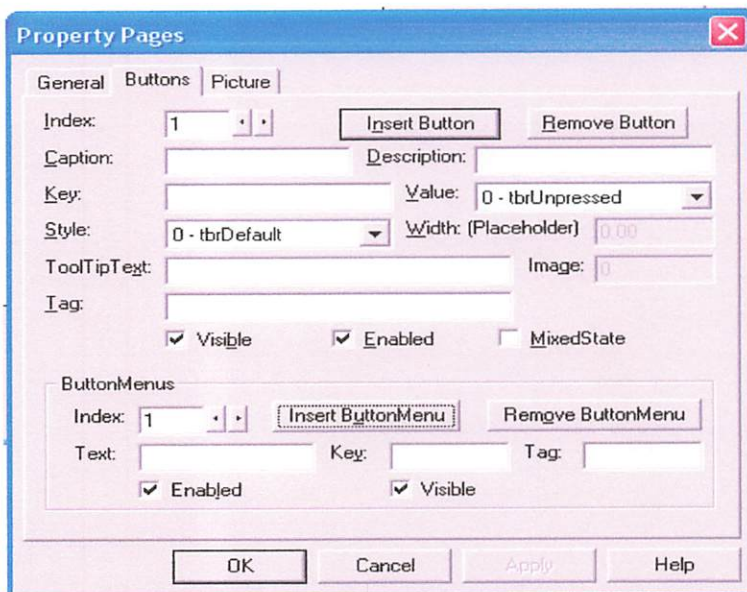 Property Pages
General Buttons Picture
Index: 1 Insert Button Remove Button
Caption: Description:
Key: Value: 0 - tbrUnpressed
Style: 0 - tbrDefault Width: (Placeholder) 0.00
ToolTipText: Image: 0
Tag:
Visible Enabled MixedState
ButtonMenus
Index: 1 Insert ButtonMenu Remove ButtonMenu
Text: Key: Tag:
Enabled Visible
OK Cancel Apply Help